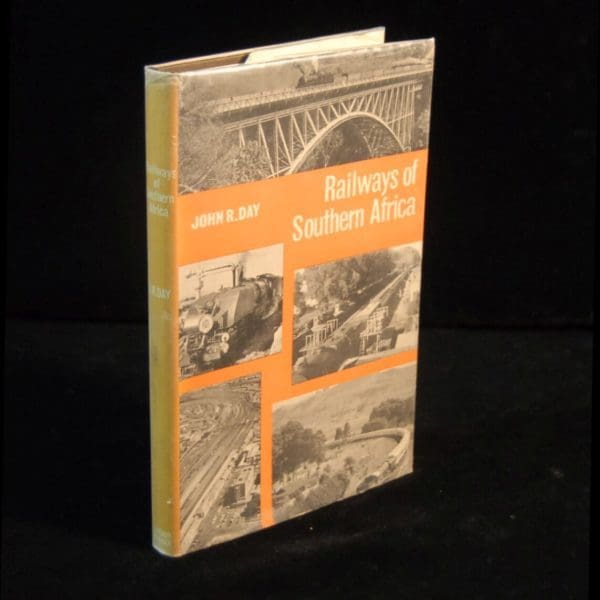 Railways of
Southern Africa
JOHN R. DAY
Railways
of
Southern
Africa
R. DAY